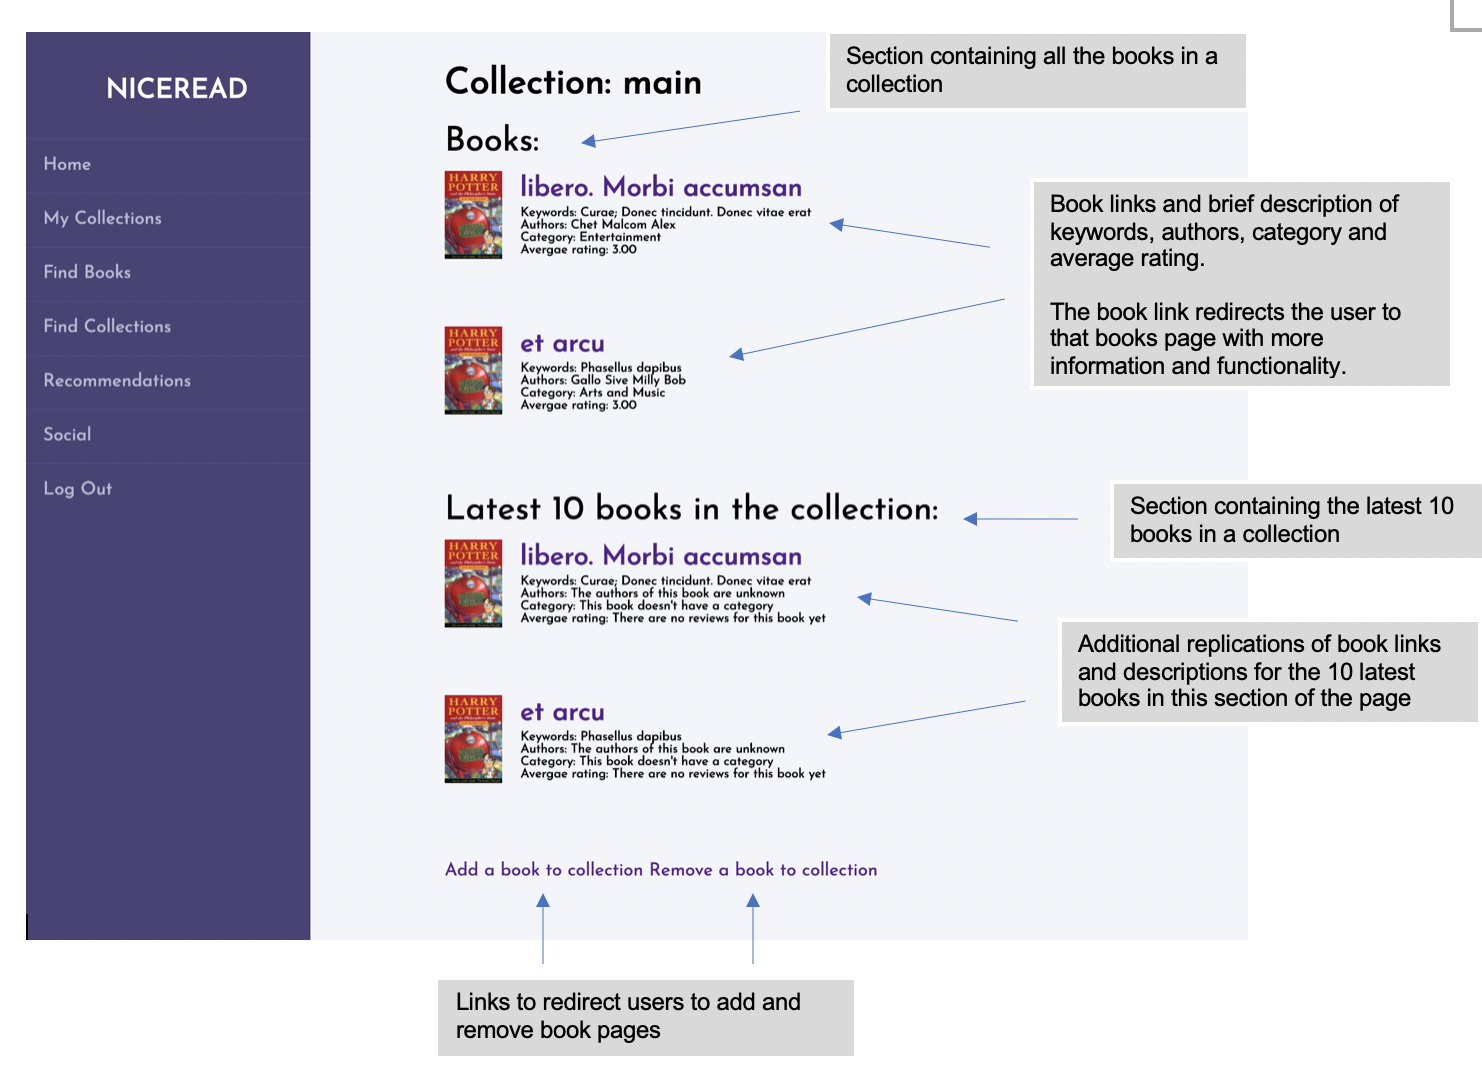 NICEREAD
Home
My Collections
Find Books
Find Collections
Recommendations
Social
Log Out
Collection: main
Section containing all the books in a
collection
Books:
HARRY
POTTER
libero. Morbi accumsan
Keywords: Curae; Donec tincidunt. Donec vitae erat
Authors: Chet Malcom Alex
Category: Entertainment
Avergae rating: 3.00
Book links and brief description of
keywords, authors, category and
average rating.
The book link redirects the user to
that books page with more
information and functionality.
HARRY
POTTER
et arcu
Keywords: Phasellus dapibus
Authors: Gallo Sive Milly Bob
Category: Arts and Music
Avergae rating: 3.00
Latest 10 books in the collection:
Section containing the latest 10
books in a collection
HARRY
POTTER
libero. Morbi accumsan
Keywords: Curae; Donec tincidunt. Donec vitae erat
Authors: The authors of this book are unknown
Category: This book doesn't have a category
Avergae rating: There are no reviews for this book yet
Additional replications of book links
and descriptions for the 10 latest
books in this section of the page
HARRY
POTTER
et arcu
Keywords: Phasellus dapibus
Authors: The authors of this book are unknown
Category: This book doesn't have a category
Avergae rating: There are no reviews for this book yet
Add a book to collection Remove a book to collection
Links to redirect users to add and
remove book pages